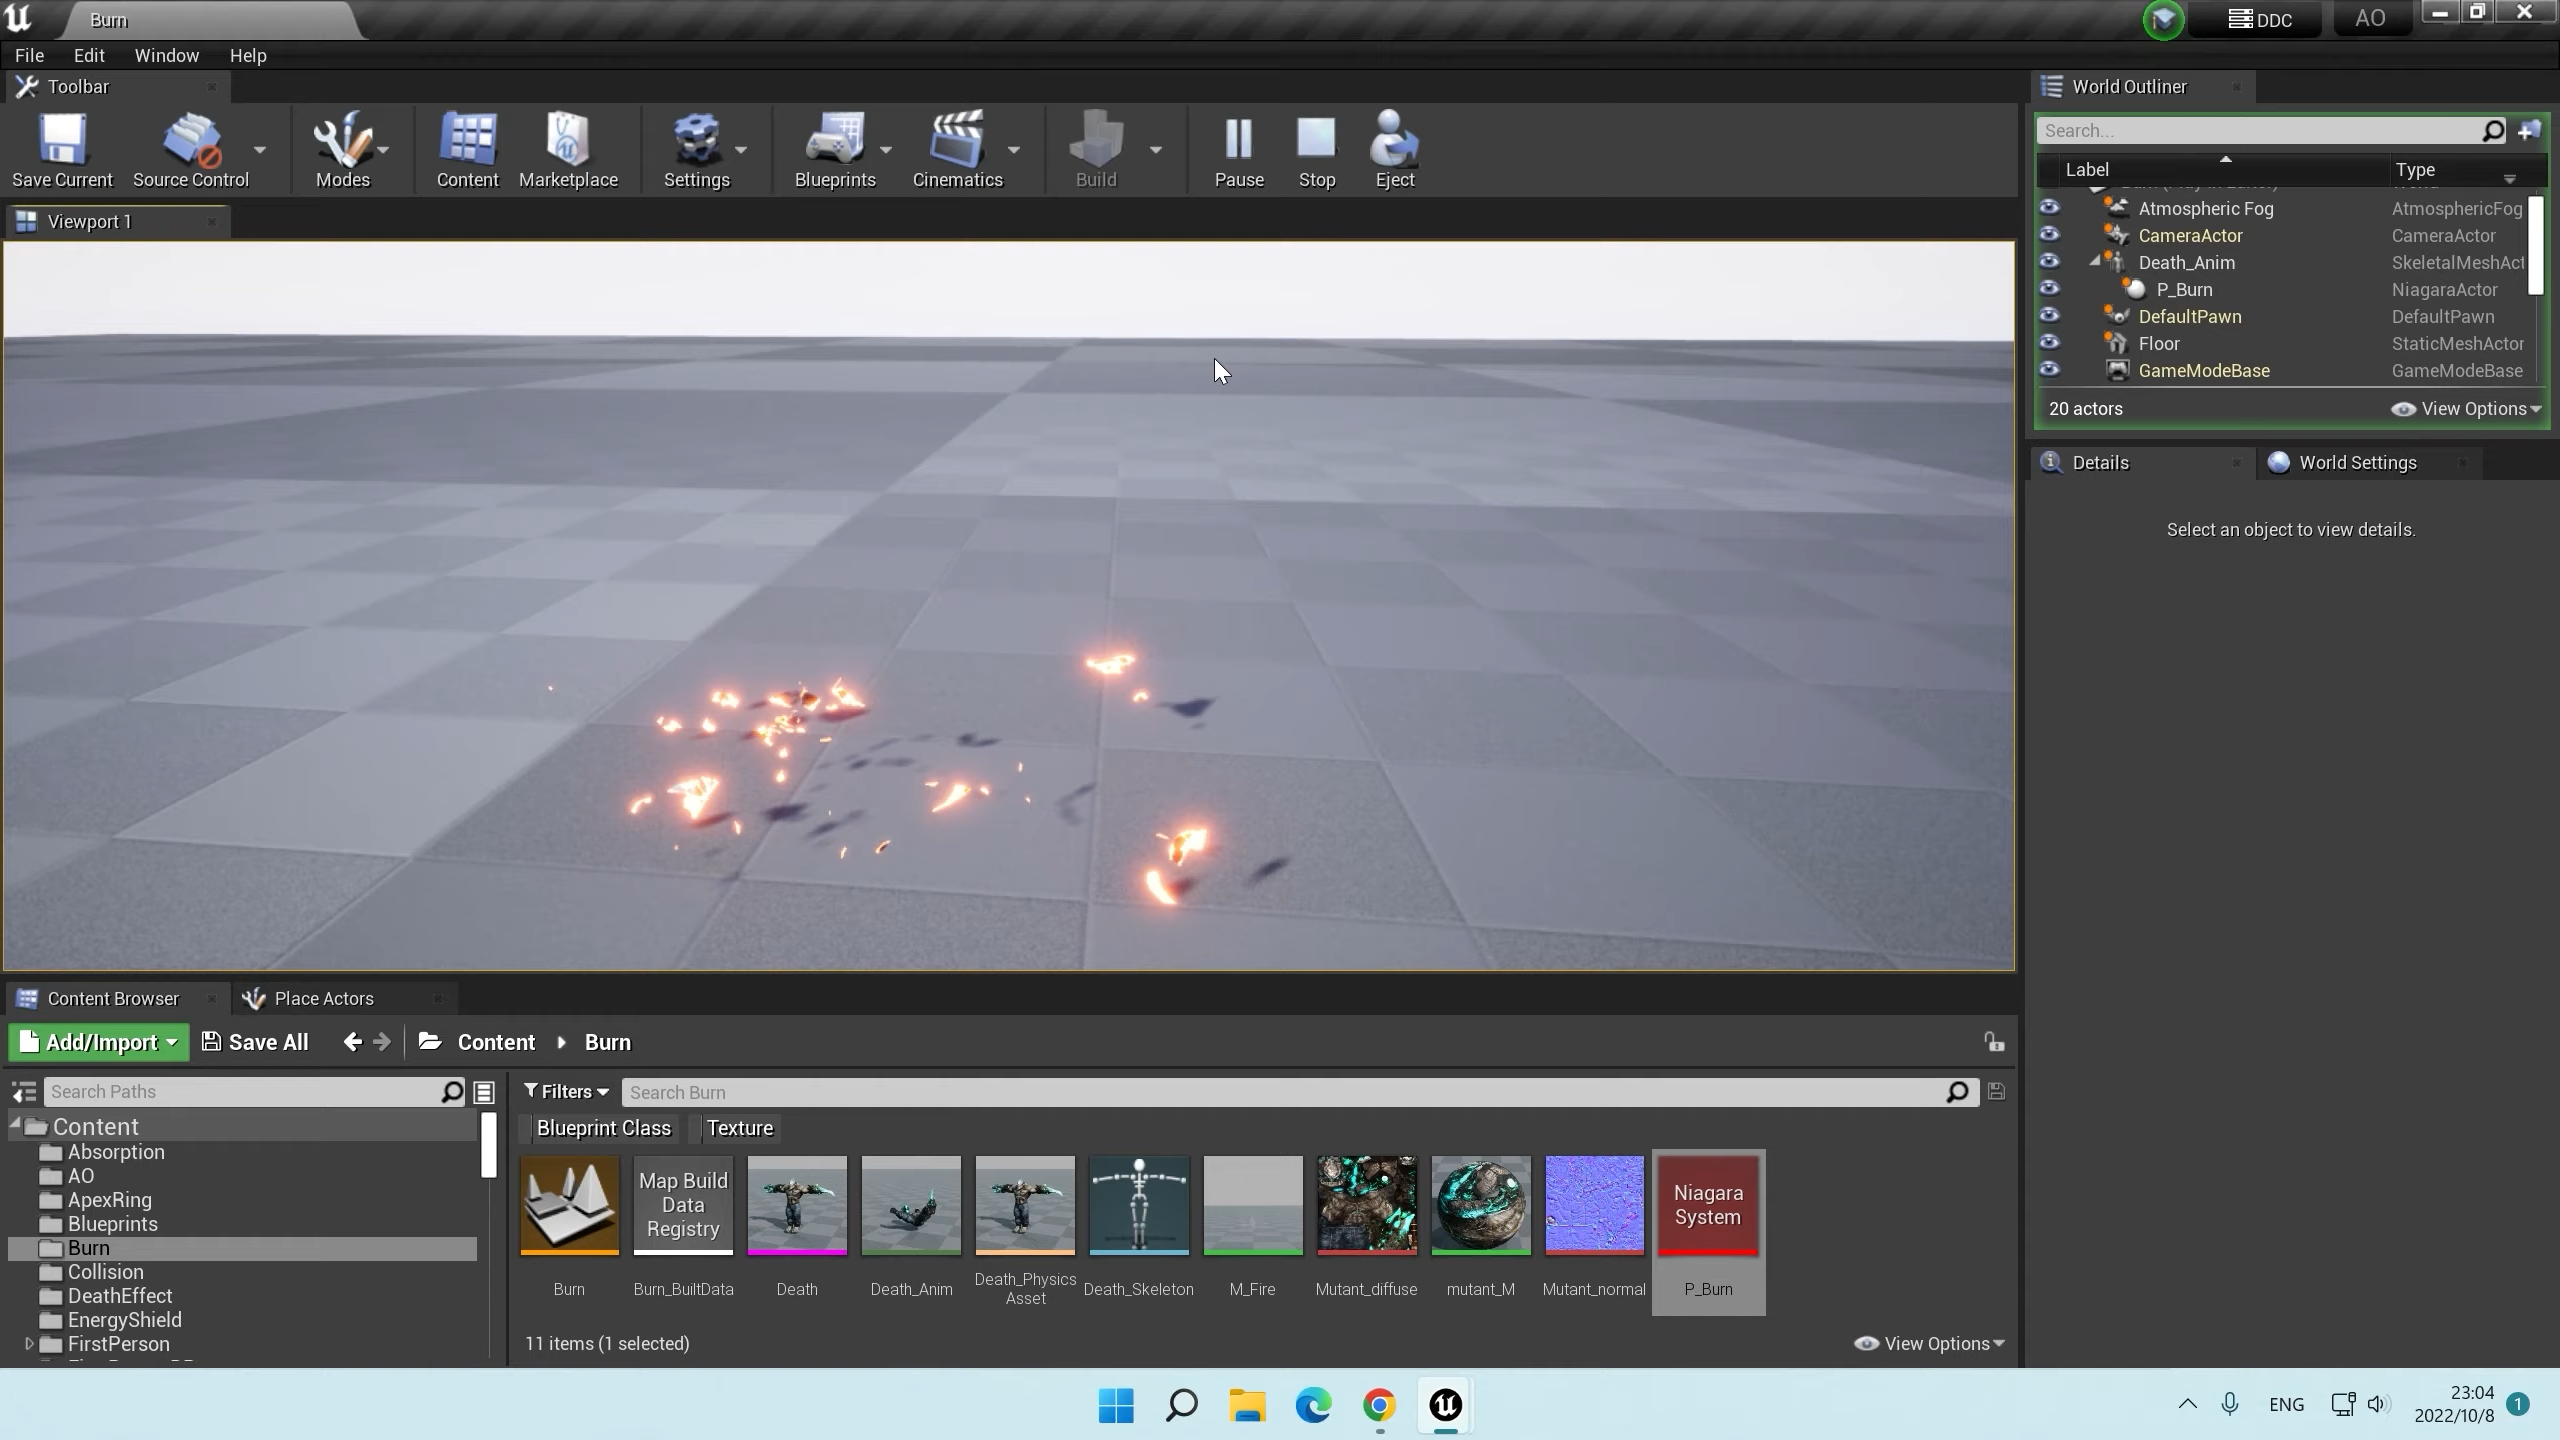 Burn
DDC
AO
File Edit Window Help
Toolbar
World Outliner
Save Current
Source Control
Modes
Content
Marketplace
Settings
Blueprints
Cinematics
Build
Pause
Stop
Eject
Search...
Label Type
Atmospheric Fog AtmosphericFog
CameraActor CameraActor
Death_Anim SkeletalMeshAct
P_Burn NiagaraActor
DefaultPawn DefaultPawn
Floor StaticMeshActor
GameModeBase GameModeBase
20 actors View Options
Viewport 1
Details World Settings
Select an object to view details.
Content Browser Place Actors
Add/Import Save All Content Burn
Search Paths
Filters Search Burn
Content
Absorption
AO
ApexRing
Blueprints
Burn
Collision
DeathEffect
EnergyShield
FirstPerson
Blueprint Class Texture
Map Build
Data
Registry
Niagara
System
Burn
Burn_BuiltData
Death
Death_Anim
Death_Physics
Asset
Death_Skeleton
M_Fire
Mutant_diffuse
mutant_M
Mutant_normal
P_Burn
11 items (1 selected) View Options
ENG
23:04
2022/10/8
1